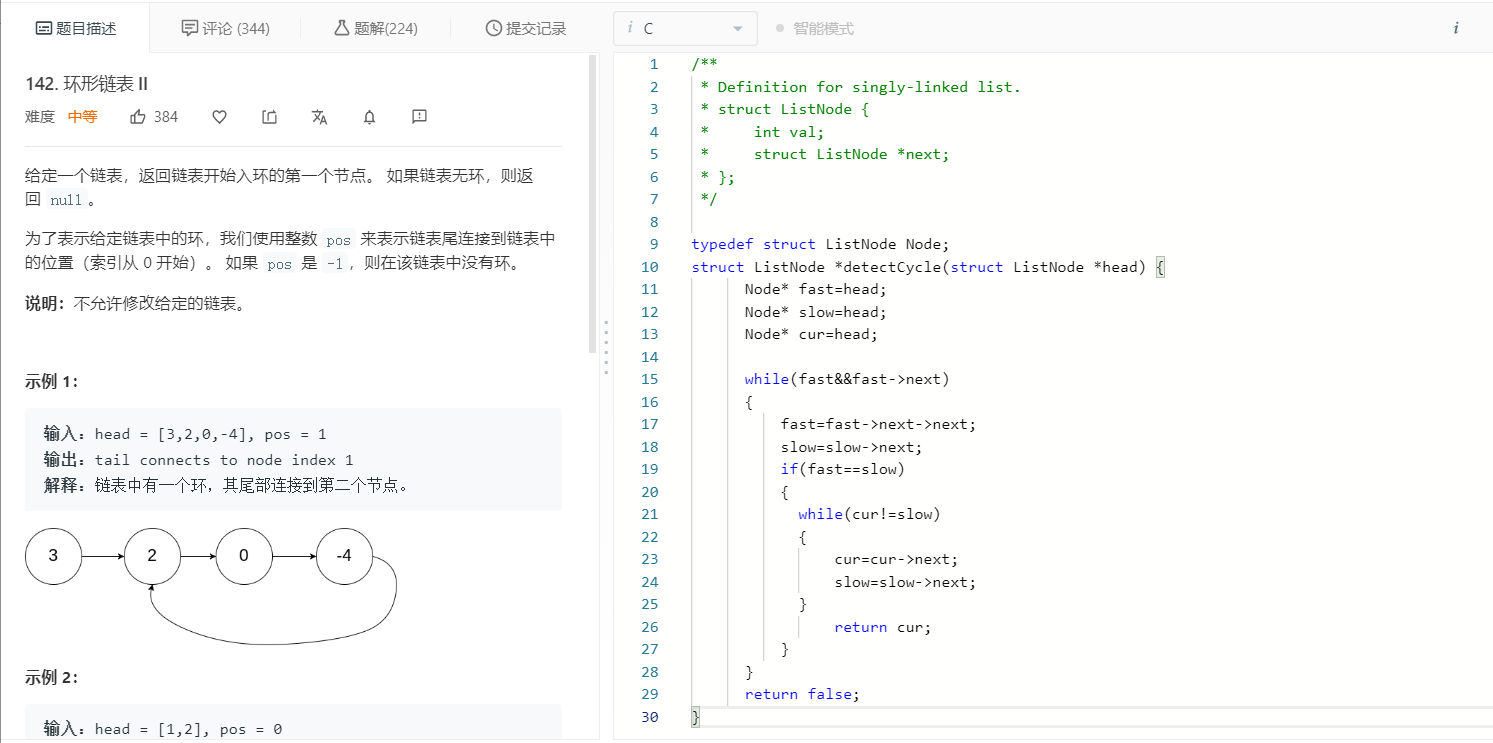 题目描述
评论 (344)
题解(224)
提交记录
i C
智能模式
i
142. 环形链表 II
难度 中等 384
给定一个链表，返回链表开始入环的第一个节点。 如果链表无环，则返
回 null 。
为了表示给定链表中的环，我们使用整数 pos 来表示链表尾连接到链表中
的位置（索引从 0 开始）。 如果 pos 是 -1，则在该链表中没有环。
说明：不允许修改给定的链表。
示例 1：
输入：head = [3,2,0,-4], pos = 1
输出：tail connects to node index 1
解释：链表中有一个环，其尾部连接到第二个节点。
3 2 0 -4
示例 2：
输入：head = [1,2], pos = 0
1 /**
2 * Definition for singly-linked list.
3 * struct ListNode {
4 *     int val;
5 *     struct ListNode *next;
6 * };
7 */
8
9 typedef struct ListNode Node;
10 struct ListNode *detectCycle(struct ListNode *head) {
11 Node* fast=head;
12 Node* slow=head;
13 Node* cur=head;
14
15 while(fast&&fast->next)
16 {
17 fast=fast->next->next;
18 slow=slow->next;
19 if(fast==slow)
20 {
21 while(cur!=slow)
22 {
23 cur=cur->next;
24 slow=slow->next;
25 }
26 return cur;
27 }
28 }
29 return false;
30 }